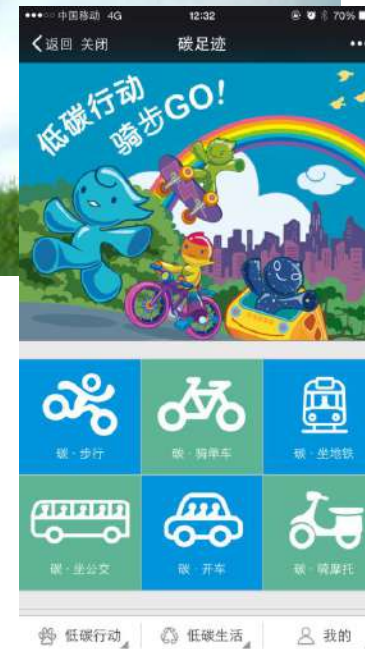 中国移动 4G 12:32 70%
返回 关闭 碳足迹
低碳行动
骑步GO!
碳·步行 碳·骑单车 碳·坐地铁
碳·坐公交 碳·开车 碳·骑摩托
低碳行动 低碳生活 我的